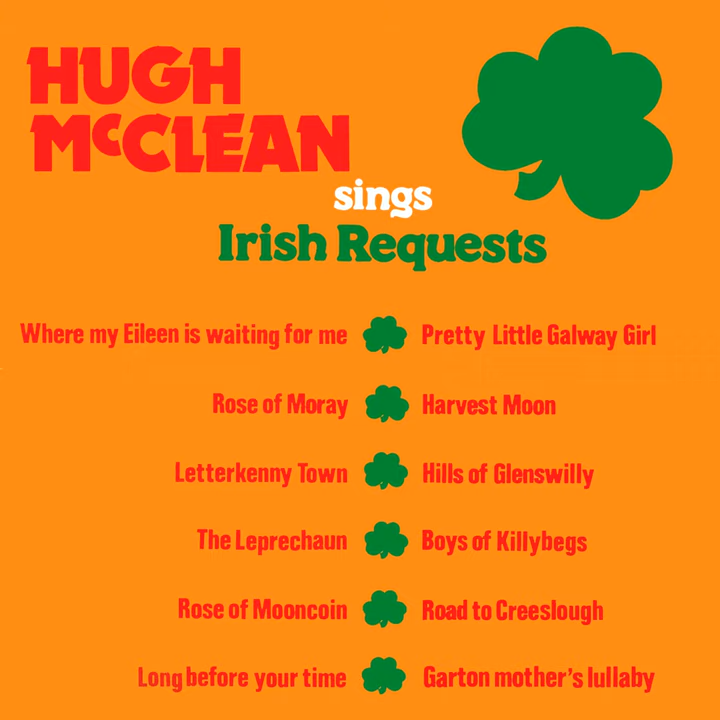 HUGH
McCLEAN
sings
Irish Requests
Where my Eileen is waiting for me
Pretty Little Galway Girl
Rose of Moray
Harvest Moon
Letterkenny Town
Hills of Glenswilly
The Leprechaun
Boys of Killybegs
Rose of Mooncoin
Road to Creeslough
Long before your time
Garton mother's lullaby